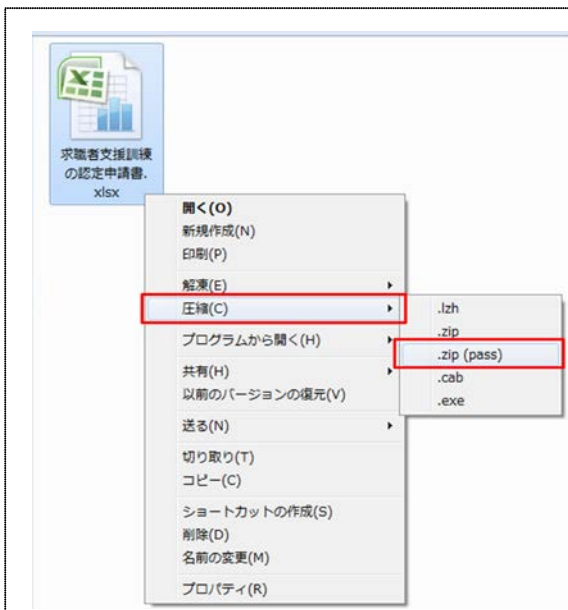 求職者支援訓練
の認定申請書.
xlsx
開く(O)
新規作成(N)
印刷(P)
解凍(E)
圧縮(C)
プログラムから開く(H)
共有(H)
以前のバージョンの復元(V)
送る(N)
切り取り(T)
コピー(C)
ショートカットの作成(S)
削除(D)
名前の変更(M)
プロパティ(R)
.lzh
.zip
.zip (pass)
.cab
.exe